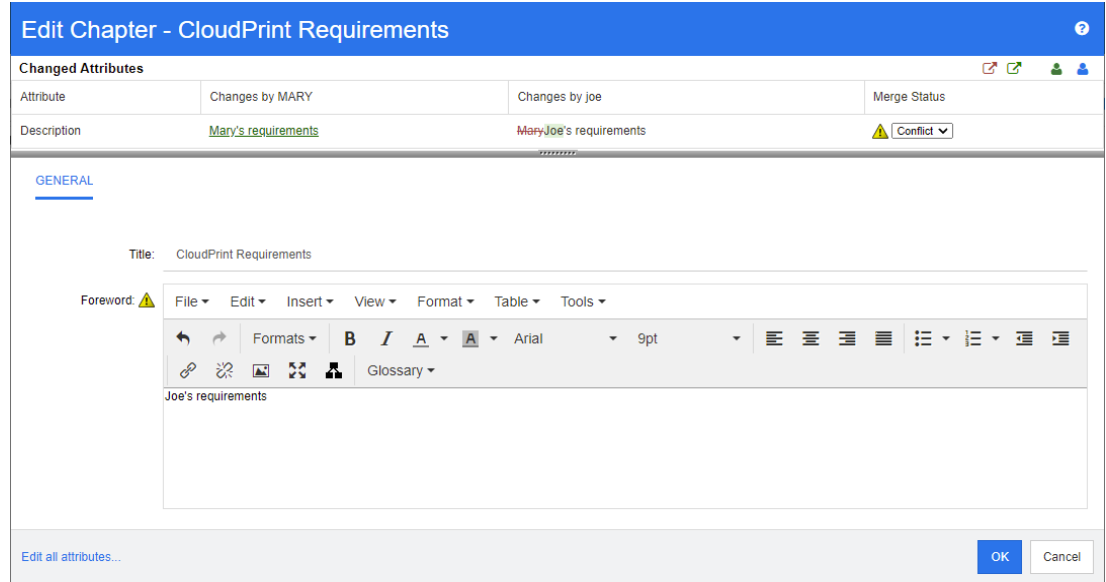 Edit Chapter - CloudPrint Requirements
?
Changed Attributes
Attribute Changes by MARY Changes by joe Merge Status
Description Mary's requirements MaryJoe's requirements Conflict
GENERAL
Title: CloudPrint Requirements
Foreword: File Edit Insert View Format Table Tools
Formats B I A A Arial 9pt
Glossary
Joe's requirements
Edit all attributes... OK Cancel